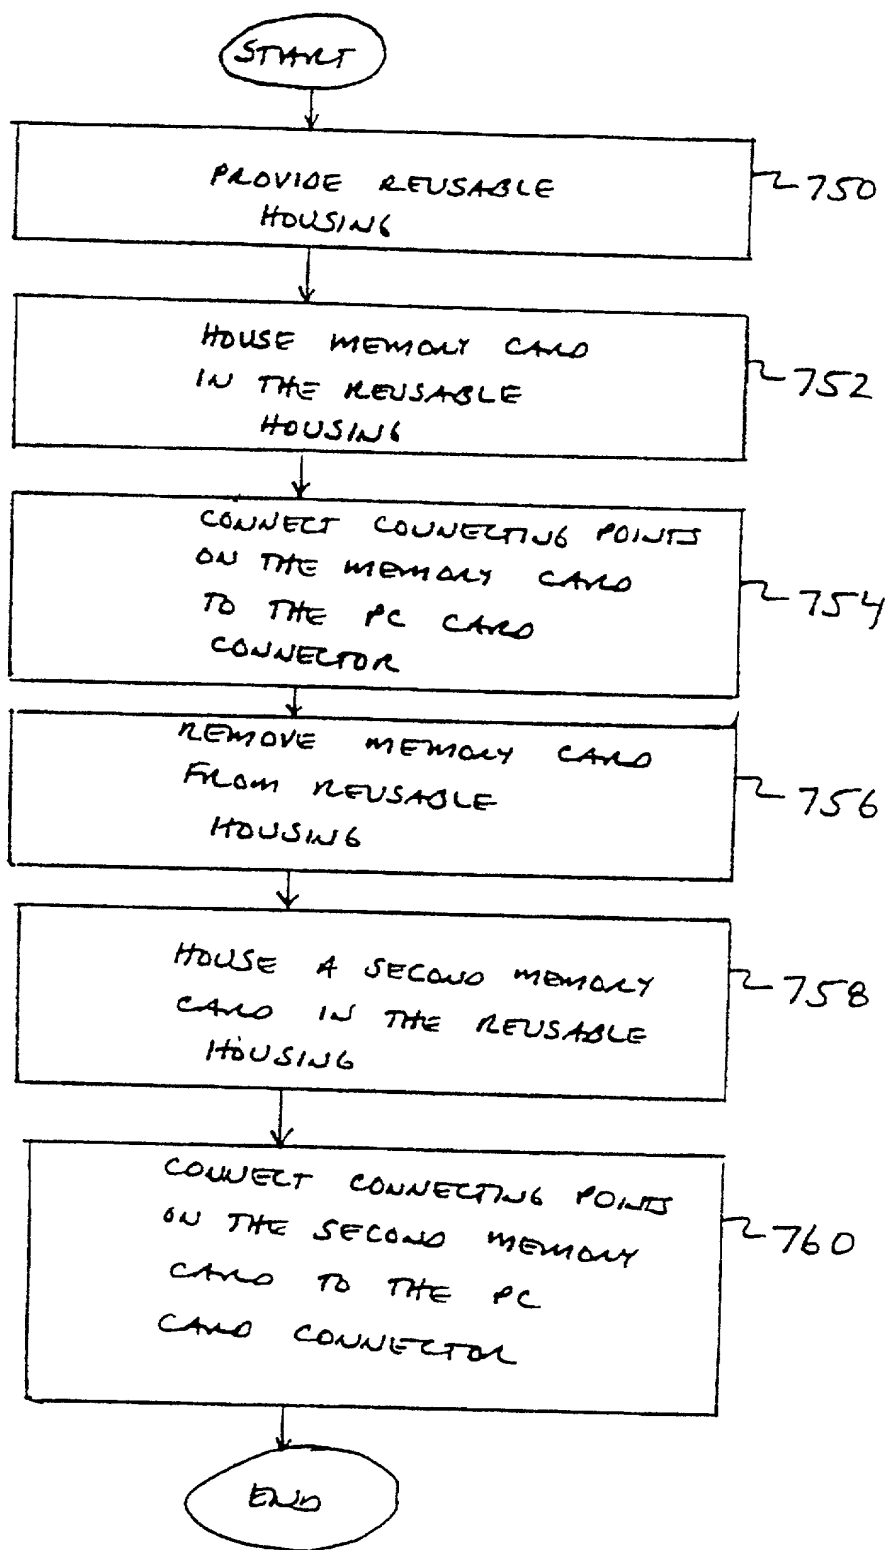 START
PROVIDE REUSABLE
HOUSING
750
HOUSE MEMORY CARD
IN THE REUSABLE
HOUSING
752
CONNECT CONNECTING POINTS
ON THE MEMORY CARD
TO THE PC CARD
CONNECTOR
754
REMOVE MEMORY CARD
FROM REUSABLE
HOUSING
756
HOUSE A SECOND MEMORY
CARD IN THE REUSABLE
HOUSING
758
CONNECT CONNECTING POINTS
ON THE SECOND MEMORY
CARD TO THE PC
CARD CONNECTOR
760
END